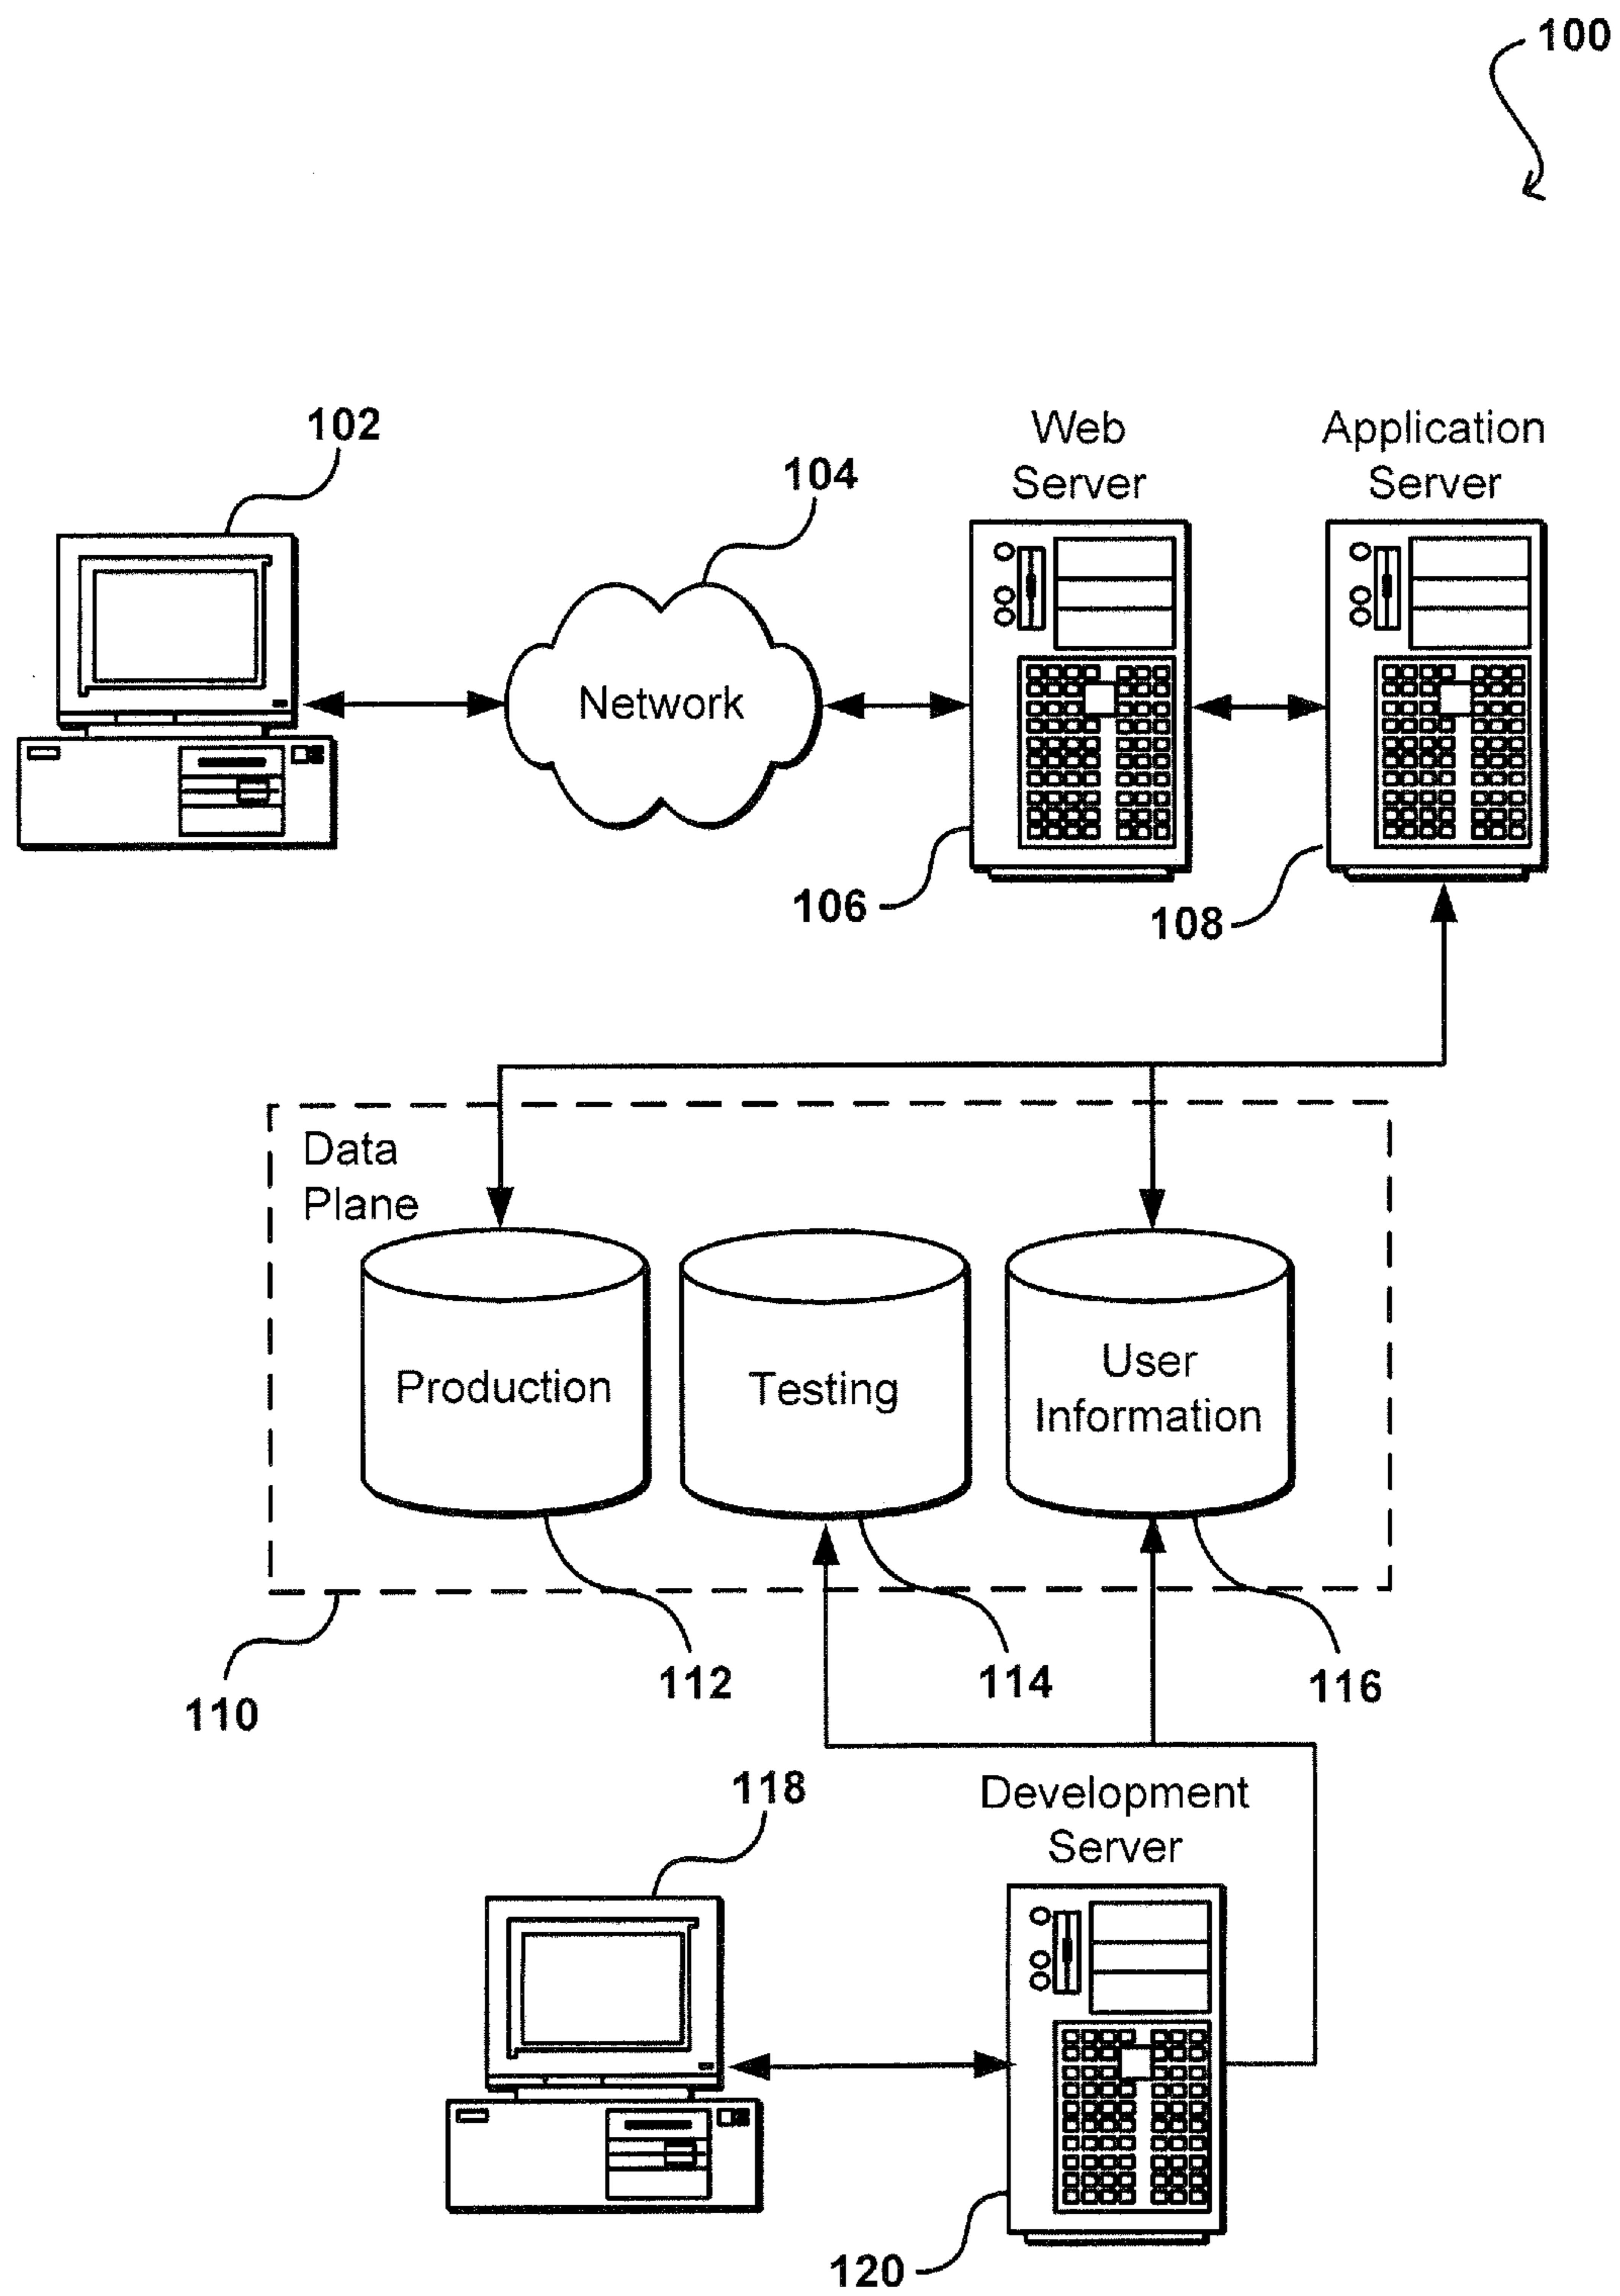 100
102
104
Web
Server
Application
Server
Network
106
108
Data
Plane
Production
Testing
User
Information
110
112
114
116
118
Development
Server
120